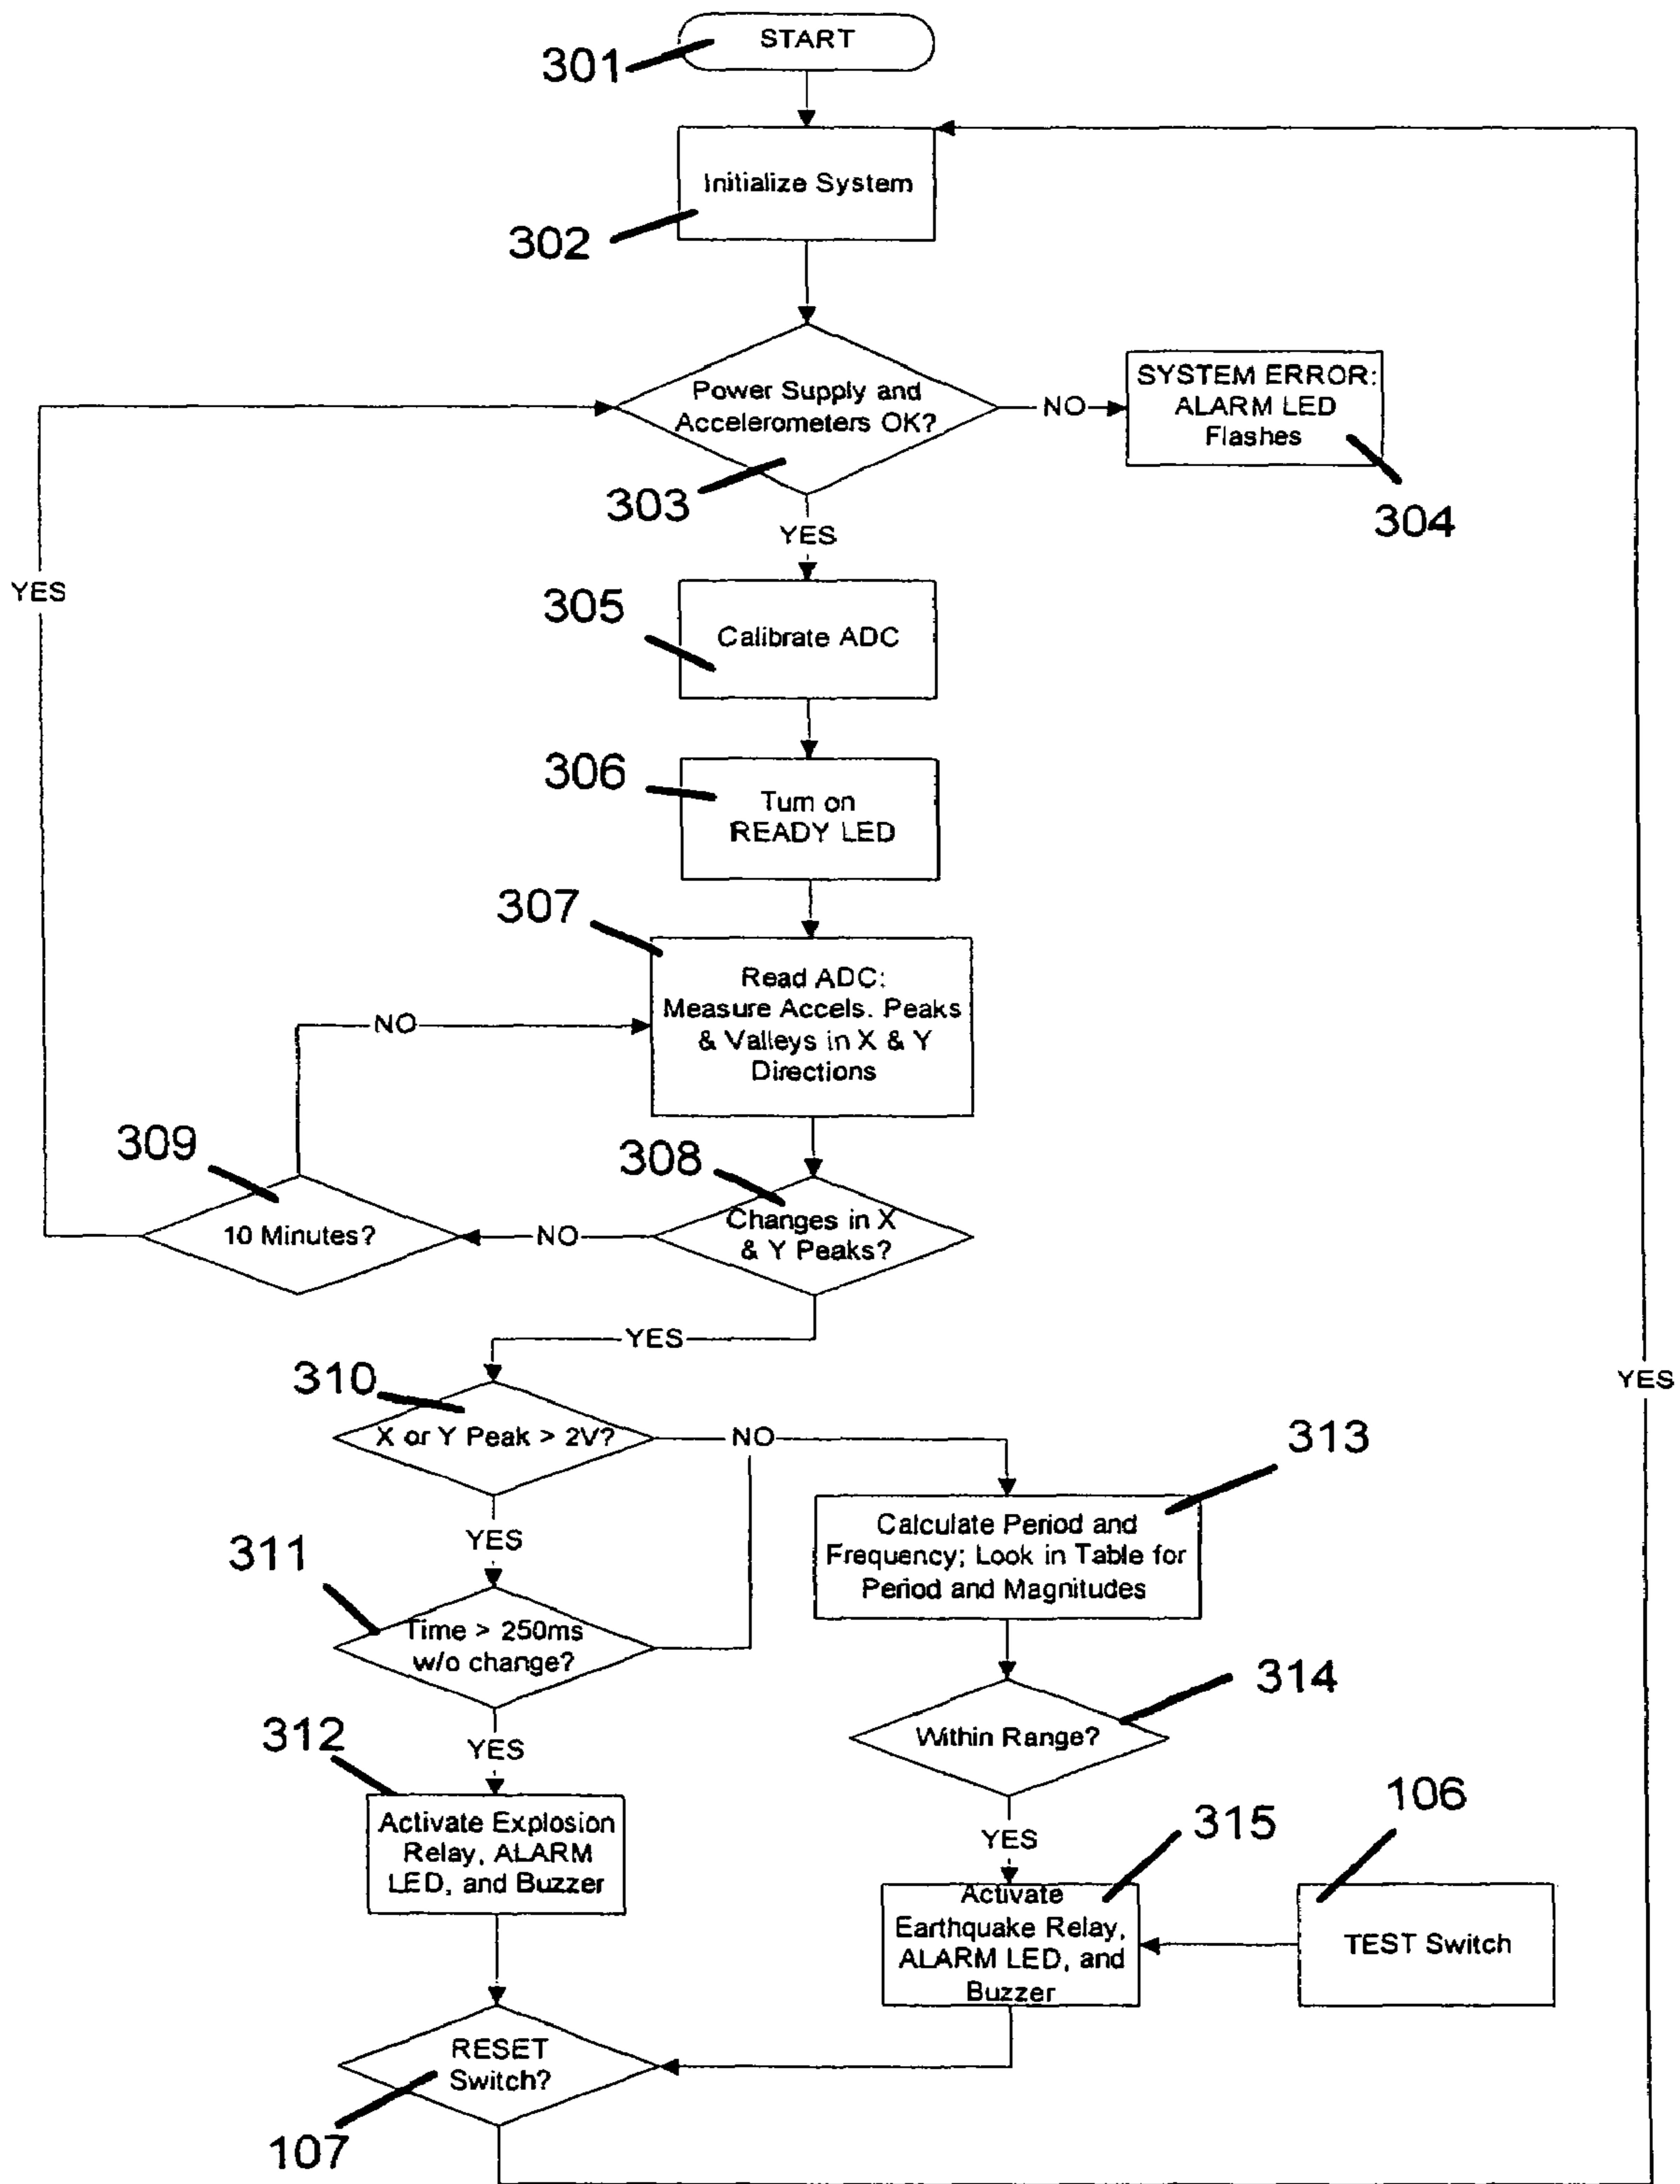 START
301
Initialize System
302
Power Supply and
Accelerometers OK?
NO
SYSTEM ERROR:
ALARM LED
Flashes
303
304
YES
YES
305
Calibrate ADC
306
Turn on
READY LED
307
Read ADC:
Measure Accels. Peaks
& Valleys in X & Y
Directions
NO
309
308
10 Minutes?
NO
Changes in X
& Y Peaks?
YES
YES
310
X or Y Peak > 2V?
NO
313
Calculate Period and
Frequency; Look in Table for
Period and Magnitudes
YES
311
Time > 250ms
w/o change?
314
Within Range?
312
YES
Activate Explosion
Relay, ALARM
LED, and Buzzer
YES
315
106
Activate
Earthquake Relay,
ALARM LED, and
Buzzer
TEST Switch
RESET
Switch?
107